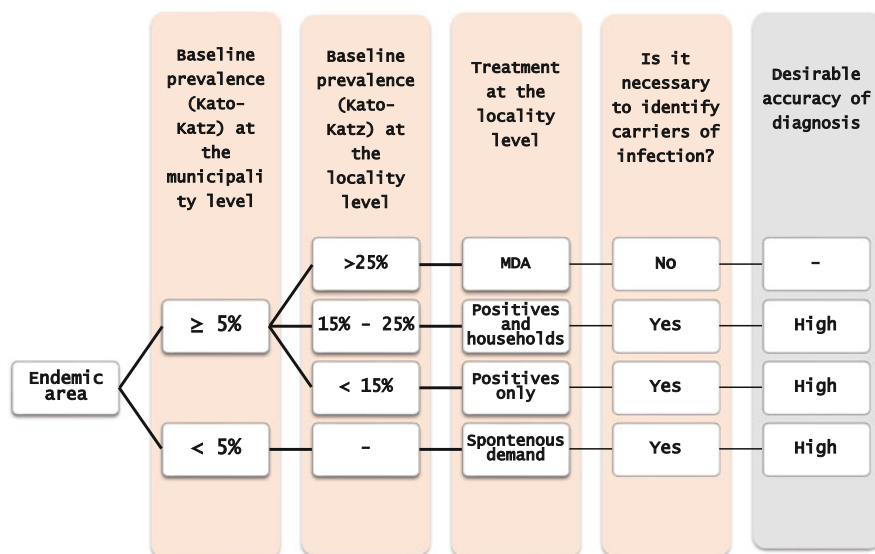 Baseline
prevalence
(Kato-
Katz) at
the
municipali
ty level
Baseline
prevalence
(Kato-
Katz) at
the
locality
level
Treatment
at the
locality
level
Is it
necessary
to identify
carriers of
infection?
Desirable
accuracy of
diagnosis
Endemic
area
≥ 5%
>25%
MDA
No
–
15% – 25%
Positives
and
households
Yes
High
< 15%
Positives
only
Yes
High
< 5%
–
Spontenous
demand
Yes
High